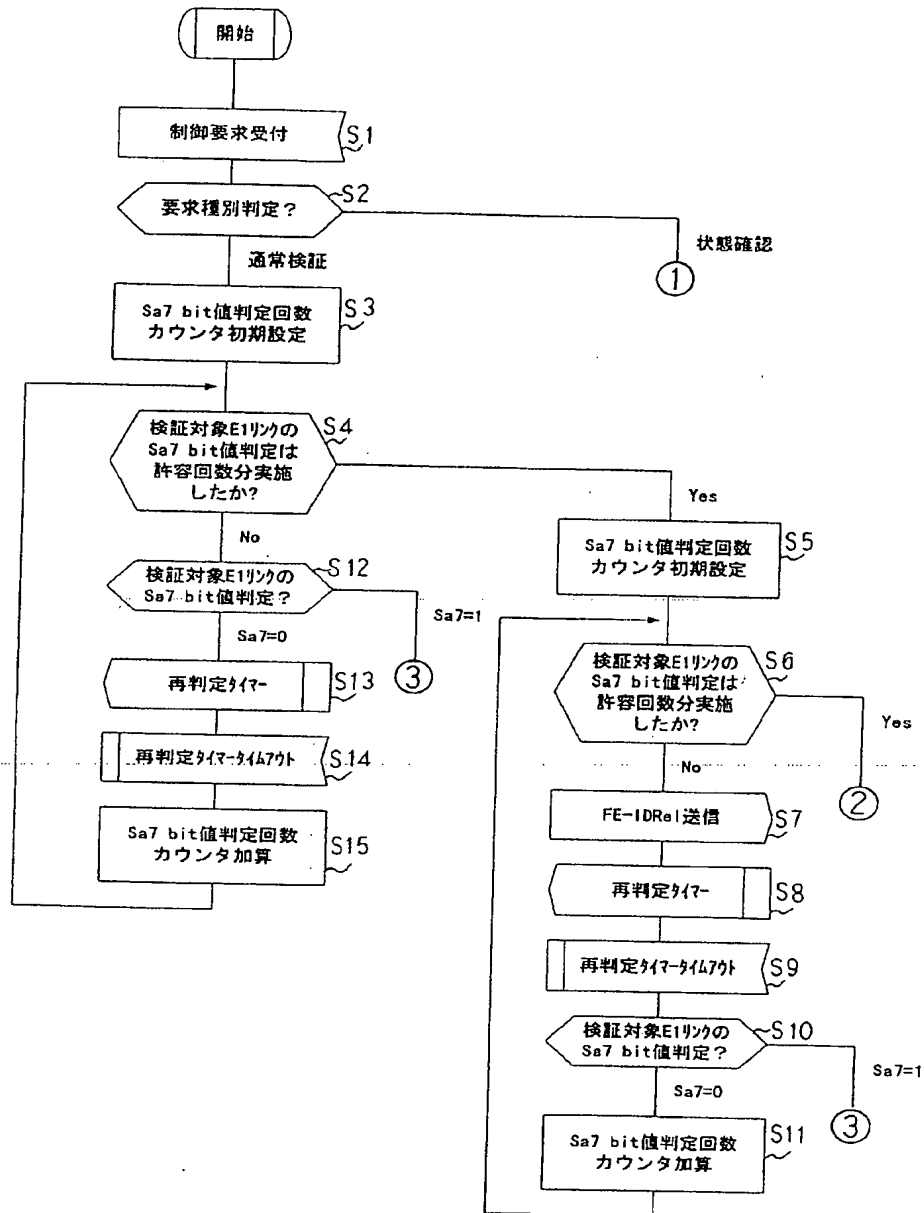 開始
制御要求受付
S1
要求種別判定?
S2
状態確認
①
通常検証
Sa7 bit値判定回数
カウンタ初期設定
S3
検証対象E1リンクの
Sa7 bit値判定は
許容回数分実施
したか?
S4
Yes
No
検証対象E1リンクの
Sa7 bit値判定?
S12
Sa7=1
③
Sa7=0
再判定タイマー
S13
再判定タイマータイムアウト
S14
Sa7 bit値判定回数
カウンタ加算
S15
Sa7 bit値判定回数
カウンタ初期設定
S5
検証対象E1リンクの
Sa7 bit値判定は
許容回数分実施
したか?
S6
Yes
②
No
FE-IDRel送信
S7
再判定タイマー
S8
再判定タイマータイムアウト
S9
検証対象E1リンクの
Sa7 bit値判定?
S10
Sa7=1
③
Sa7=0
Sa7 bit値判定回数
カウンタ加算
S11